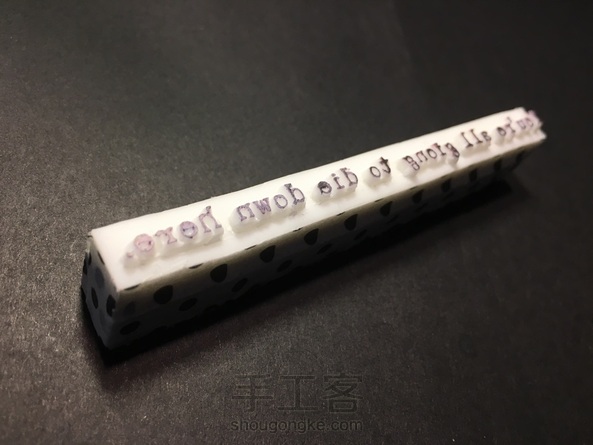 You're all going to die down here.
手工客
shougongke.com